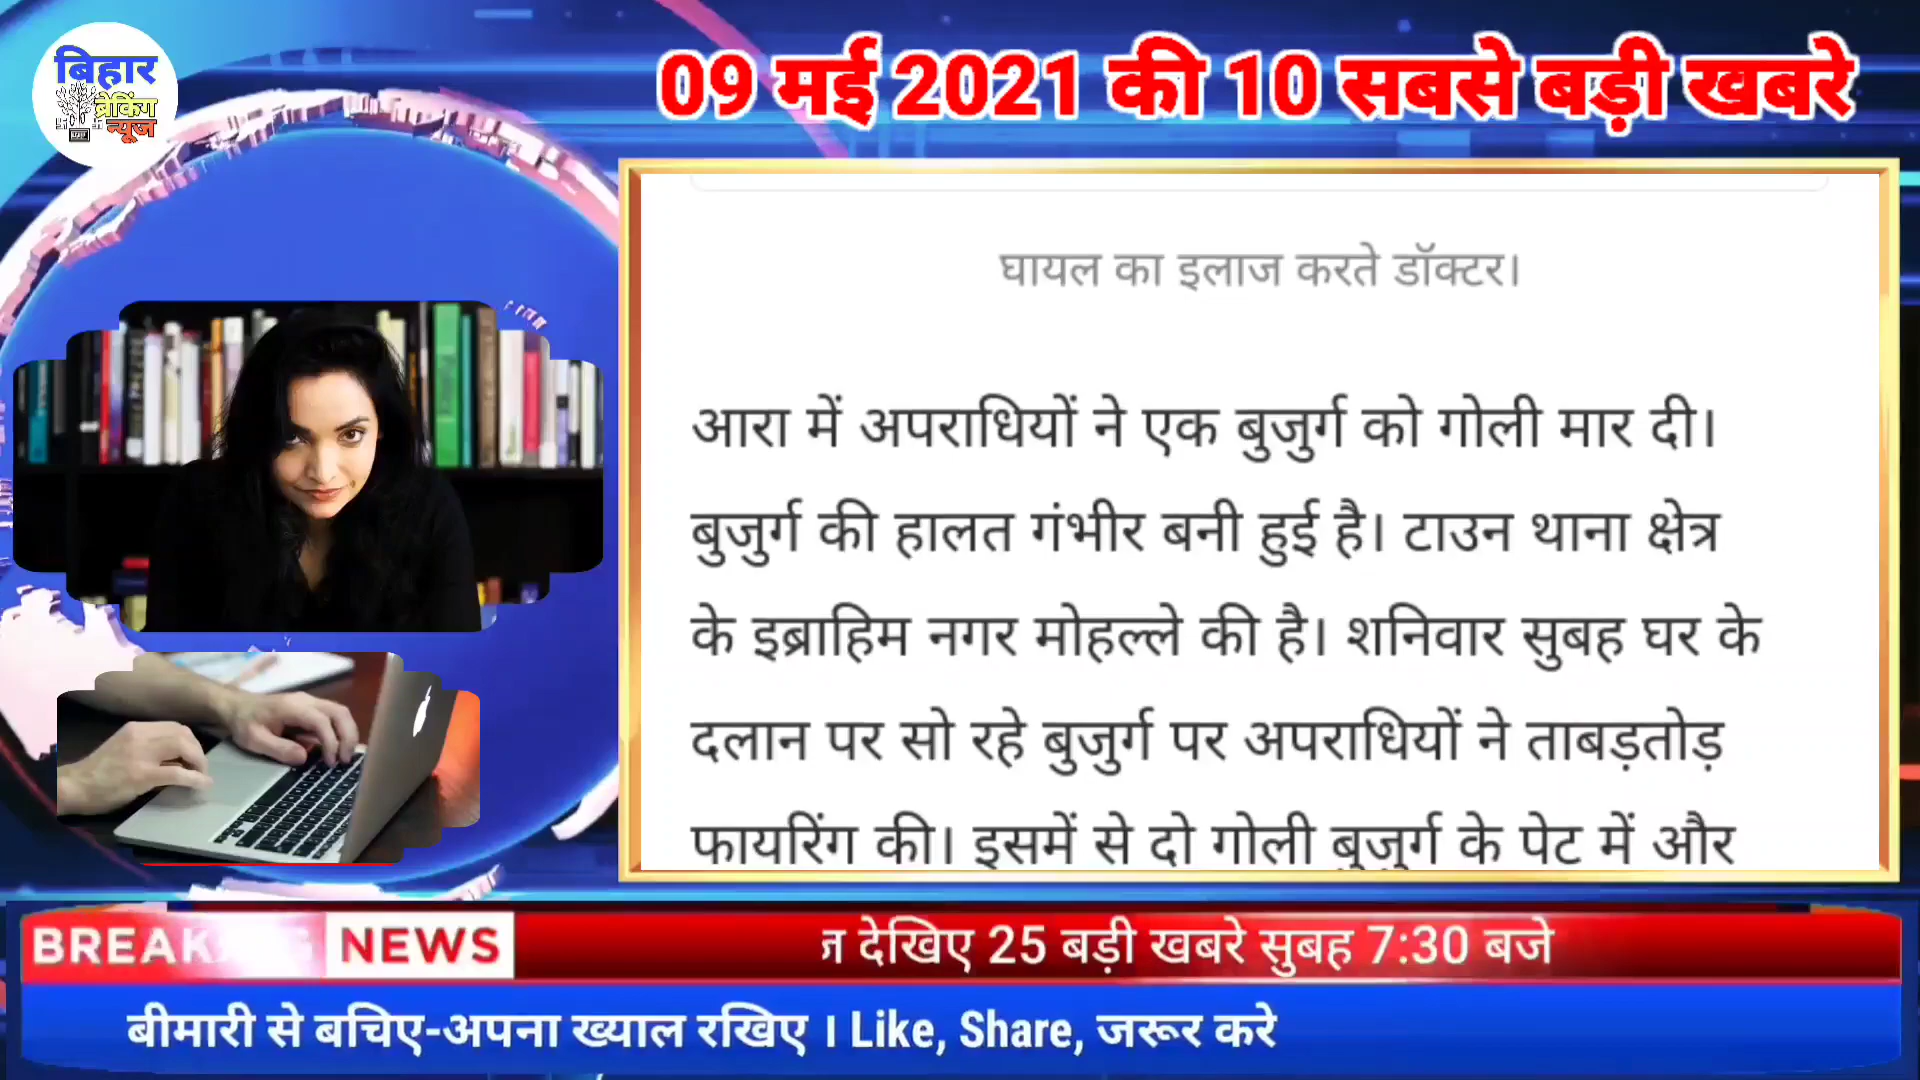 बिहार
ब्रेकिंग
न्यूज
09 मई 2021 की 10 सबसे बड़ी खबरे
घायल का इलाज करते डॉक्टर।
आरा में अपराधियों ने एक बुजुर्ग को गोली मार दी।
बुजुर्ग की हालत गंभीर बनी हुई है। टाउन थाना क्षेत्र
के इब्राहिम नगर मोहल्ले की है। शनिवार सुबह घर के
दलान पर सो रहे बुजुर्ग पर अपराधियों ने ताबड़तोड़
फायरिंग की। इसमें से दो गोली बुजुर्ग के पेट में और
BREAKING NEWS
देखिए 25 बड़ी खबरे सुबह 7:30 बजे
बीमारी से बचिए-अपना ख्याल रखिए । Like, Share, जरूर करे